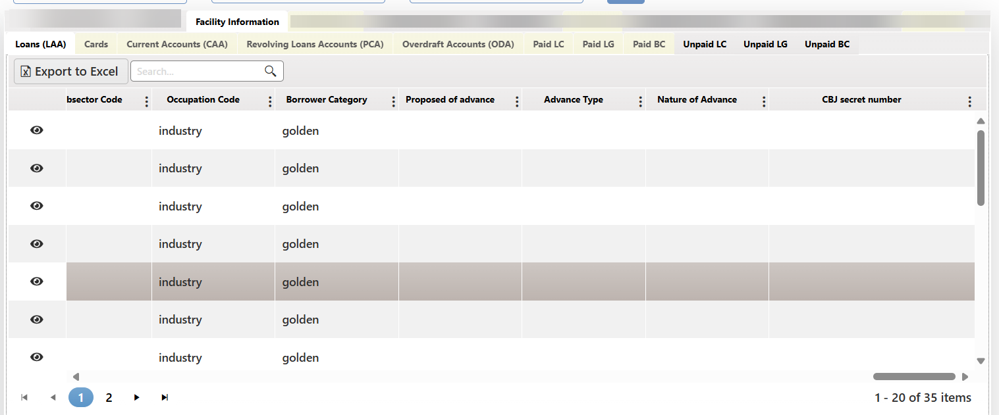 Facility Information
Loans (LAA) Cards Current Accounts (CAA) Revolving Loans Accounts (PCA) Overdraft Accounts (ODA) Paid LC Paid LG Paid BC Unpaid LC Unpaid LG Unpaid BC
Export to Excel Search...
bsector Code Occupation Code Borrower Category Proposed of advance Advance Type Nature of Advance CBJ secret number
industry golden
industry golden
industry golden
industry golden
industry golden
industry golden
industry golden
1 2 1 - 20 of 35 items